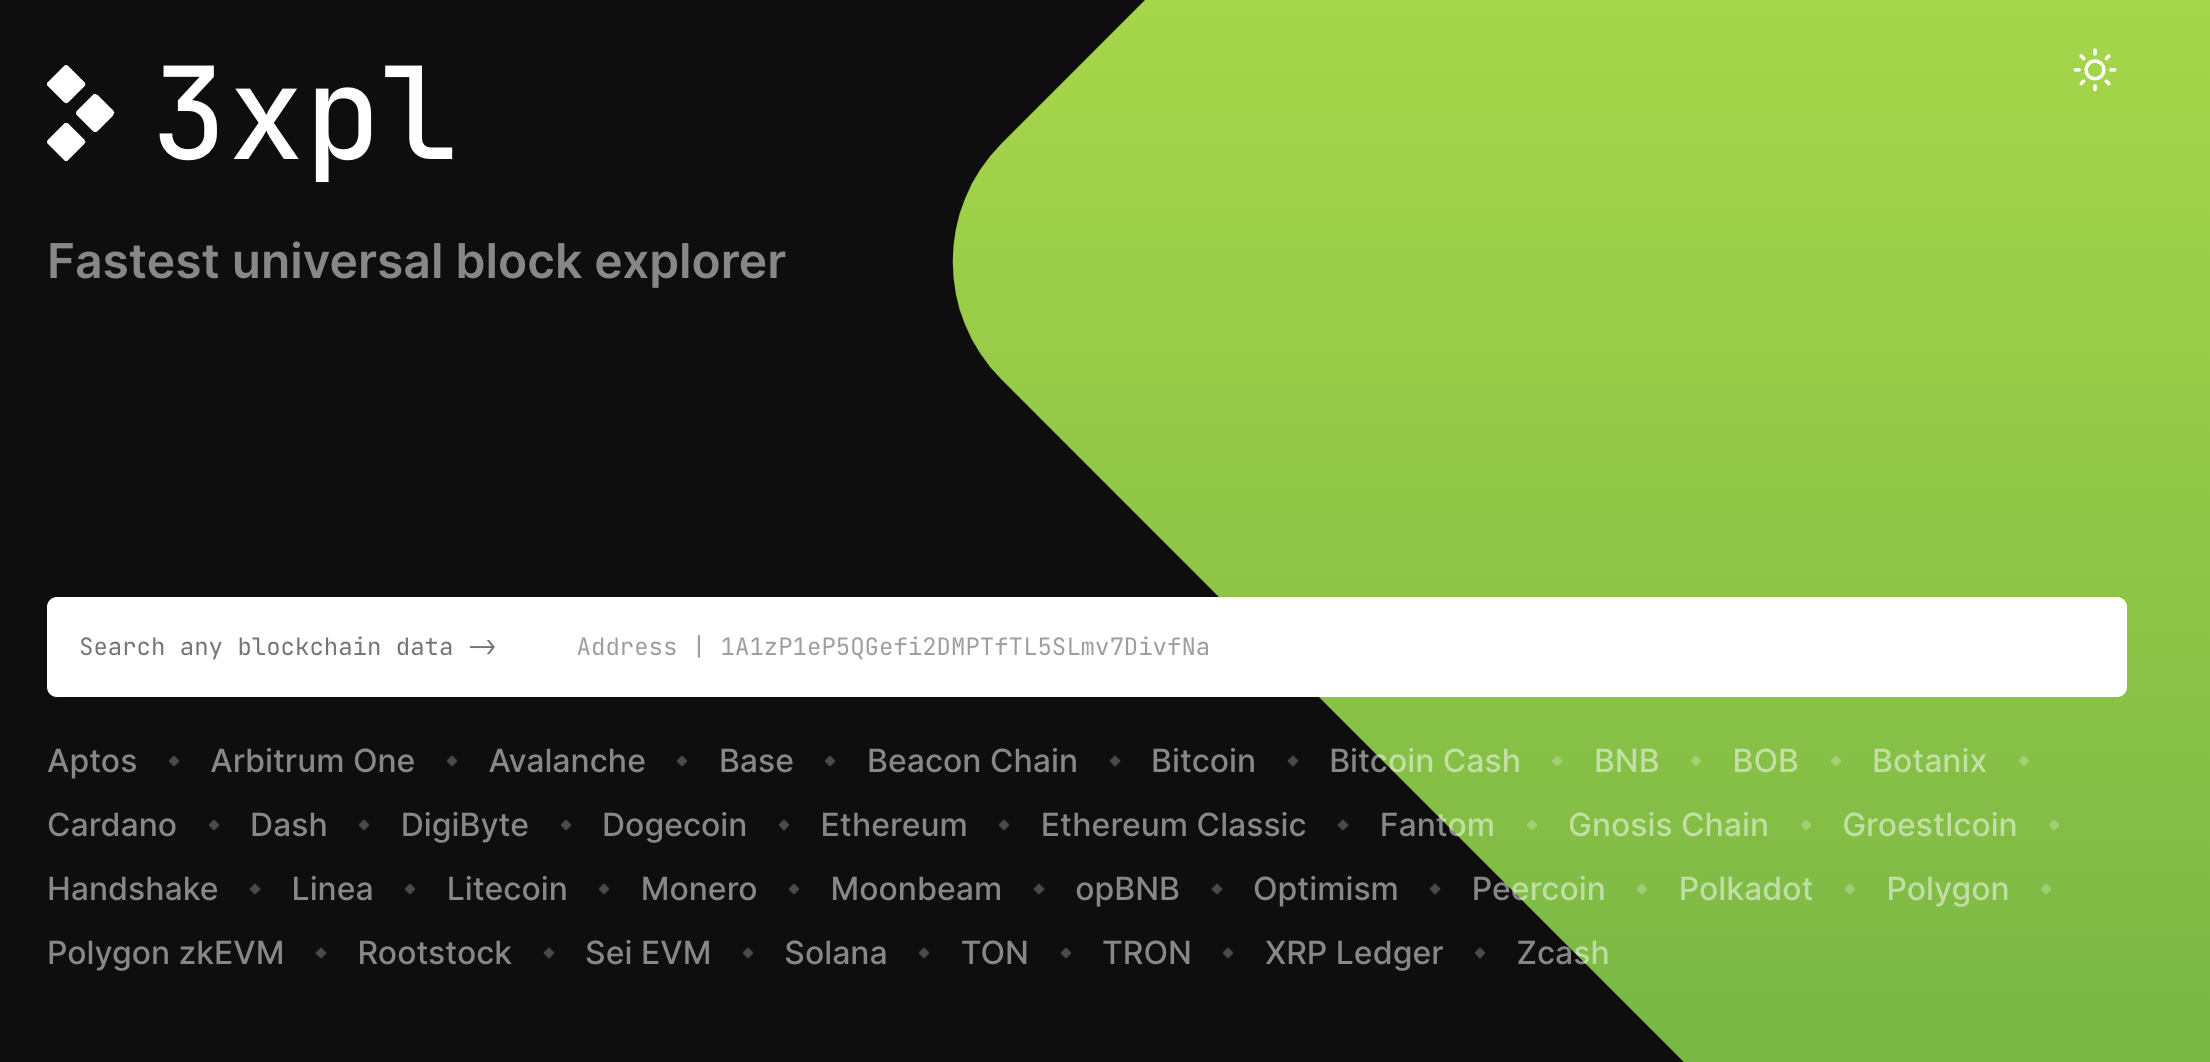 3xpl
Fastest universal block explorer
Search any blockchain data -> Address | 1A1zP1eP5QGefi2DMPTfTL5SLmv7DivfNa
Aptos • Arbitrum One • Avalanche • Base • Beacon Chain • Bitcoin • Bitcoin Cash • BNB • BOB • Botanix •
Cardano • Dash • DigiByte • Dogecoin • Ethereum • Ethereum Classic • Fantom • Gnosis Chain • Groestlcoin •
Handshake • Linea • Litecoin • Monero • Moonbeam • opBNB • Optimism • Peercoin • Polkadot • Polygon •
Polygon zkEVM • Rootstock • Sei EVM • Solana • TON • TRON • XRP Ledger • Zcash